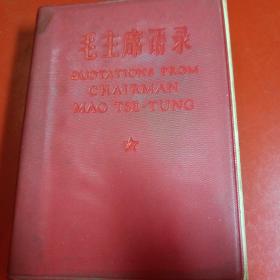 毛主席语录
QUOTATIONS FROM
CHAIRMAN
MAO TSE-TUNG